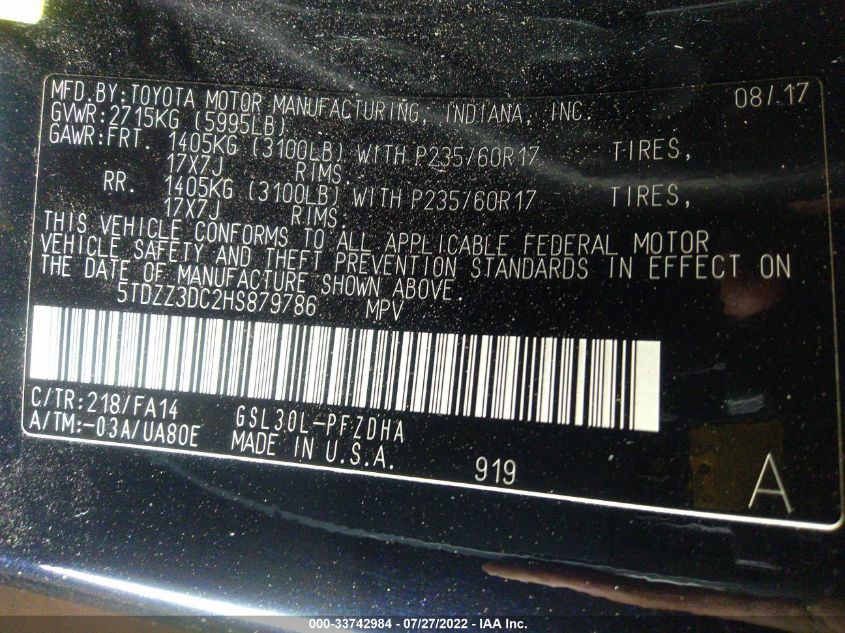 MFD.BY:TOYOTA MOTOR MANUFACTURING, INDIANA, INC. 08/17
GVWR:2715KG (5995LB)
GAWR:FRT. 1405KG (3100LB) WITH P235/60R17 TIRES,
17X7J RIMS.
RR. 1405KG (3100LB) WITH P235/60R17 TIRES,
17X7J RIMS.
THIS VEHICLE CONFORMS TO ALL APPLICABLE FEDERAL MOTOR
VEHICLE SAFETY AND THEFT PREVENTION STANDARDS IN EFFECT ON
THE DATE OF MANUFACTURE SHOWN ABOVE.
5TDZZ3DC2HS879786 MPV
C/TR:218/FA14 GSL30L-PFZDHA
A/TM:-03A/UA80E MADE IN U.S.A. 919 A
000-33742984 - 07/27/2022 - IAA Inc.